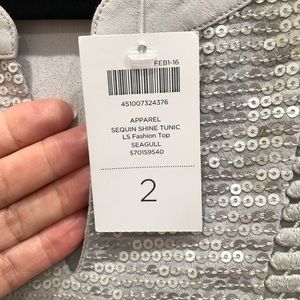 FEB1-16
451007324376
APPAREL
SEQUIN SHINE TUNIC
LS Fashion Top
SEAGULL
570159540
2